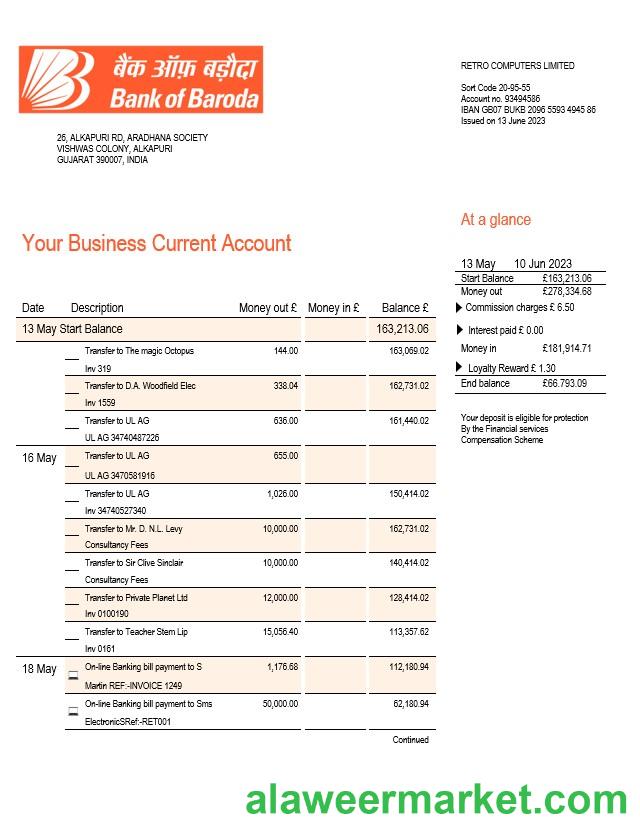 बैंक ऑफ़ बड़ौदा
Bank of Baroda
26, ALKAPURI RD, ARADHANA SOCIETY
VISHWAS COLONY, ALKAPURI
GUJARAT 390007, INDIA
RETRO COMPUTERS LIMITED
Sort Code 20-95-55
Account no. 93494586
IBAN GB07 BUKB 2096 5593 4945 86
Issued on 13 June 2023
Your Business Current Account
Date Description Money out £ Money in £ Balance £
13 May Start Balance 163,213.06
Transfer to The magic Octopus 144.00 163,069.02
Inv 319
Transfer to D.A. Woodfield Elec 338.04 162,731.02
Inv 1559
Transfer to UL AG 636.00 161,440.02
UL AG 34740487226
16 May Transfer to UL AG 655.00
UL AG 3470581916
Transfer to UL AG 1,026.00 150,414.02
Inv 34740527340
Transfer to Mr. D. N.L. Levy 10,000.00 162,731.02
Consultancy Fees
Transfer to Sir Clive Sinclair 10,000.00 140,414.02
Consultancy Fees
Transfer to Private Planet Ltd 12,000.00 128,414.02
Inv 0100190
Transfer to Teacher Stem Lip 15,056.40 113,357.62
Inv 0161
18 May On-line Banking bill payment to S 1,176.68 112,180.94
Martin REF:-INVOICE 1249
On-line Banking bill payment to Sms 50,000.00 62,180.94
ElectronicSRef:-RET001
Continued
At a glance
13 May 10 Jun 2023
Start Balance £163,213.06
Money out £278,334.68
Commission charges £ 6.50
Interest paid £ 0.00
Money in £181,914.71
Loyalty Reward £ 1.30
End balance £66.793.09
Your deposit is eligible for protection
By the Financial services
Compensation Scheme
alaweermarket.com